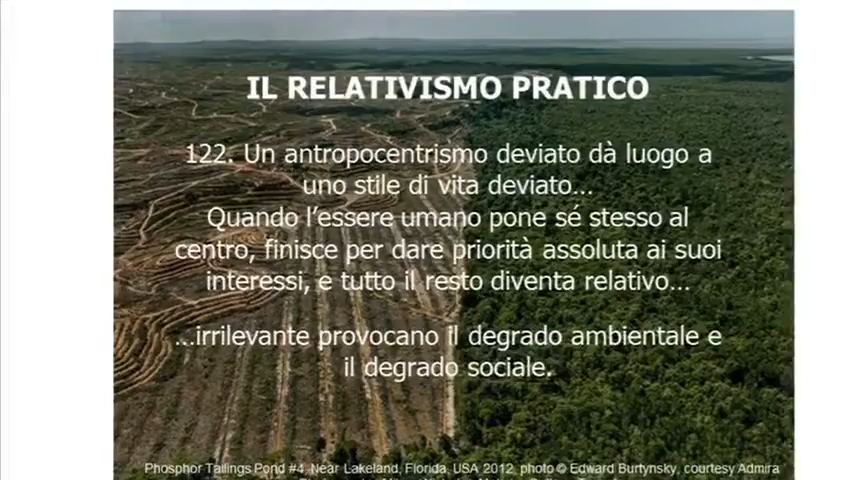 IL RELATIVISMO PRATICO
122. Un antropocentrismo deviato dà luogo a
uno stile di vita deviato...
Quando l'essere umano pone sé stesso al
centro, finisce per dare priorità assoluta ai suoi
interessi, e tutto il resto diventa relativo...
...irrilevante provocano il degrado ambientale e
il degrado sociale.
Phosphor Tailings Pond #4, Near Lakeland, Florida, USA 2012, photo © Edward Burtynsky, courtesy Admira